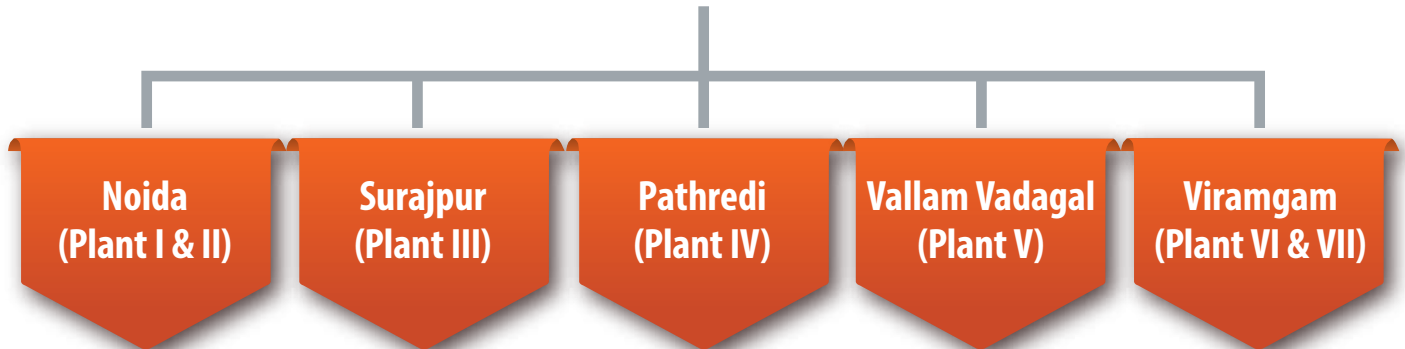 Noida
(Plant I & II)
Surajpur
(Plant III)
Pathredi
(Plant IV)
Vallam Vadagal
(Plant V)
Viramgam
(Plant VI & VII)